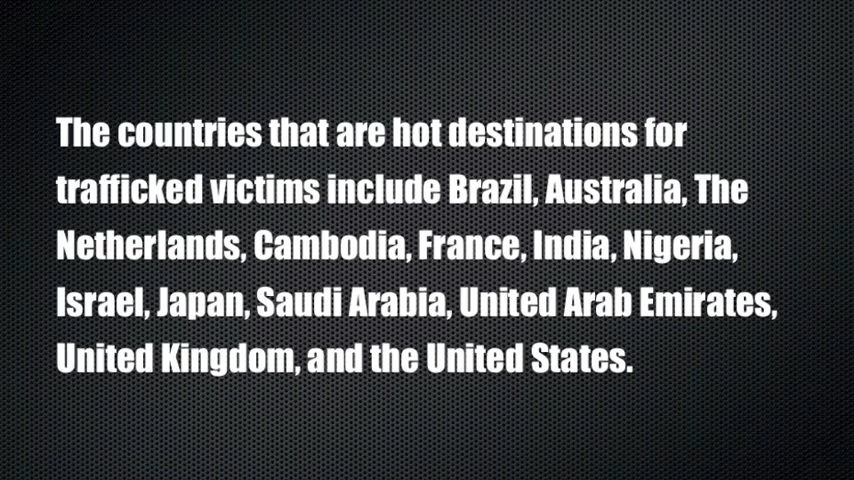 The countries that are hot destinations for
trafficked victims include Brazil, Australia, The
Netherlands, Cambodia, France, India, Nigeria,
Israel, Japan, Saudi Arabia, United Arab Emirates,
United Kingdom, and the United States.